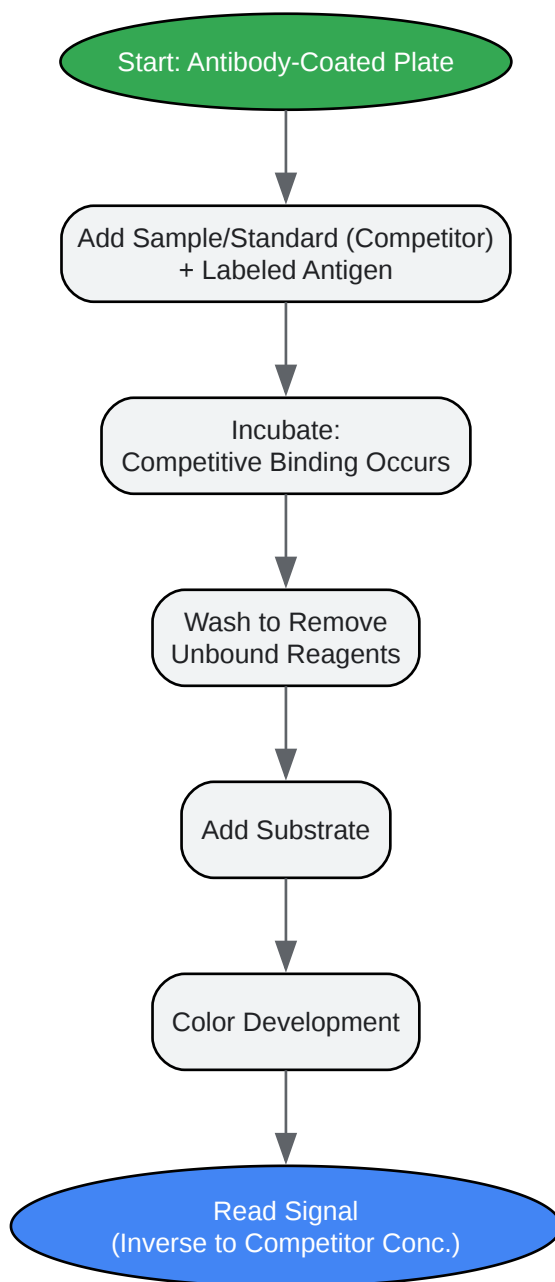 Start: Antibody-Coated Plate
Add Sample/Standard (Competitor)
+ Labeled Antigen
Incubate:
Competitive Binding Occurs
Wash to Remove
Unbound Reagents
Add Substrate
Color Development
Read Signal
(Inverse to Competitor Conc.)